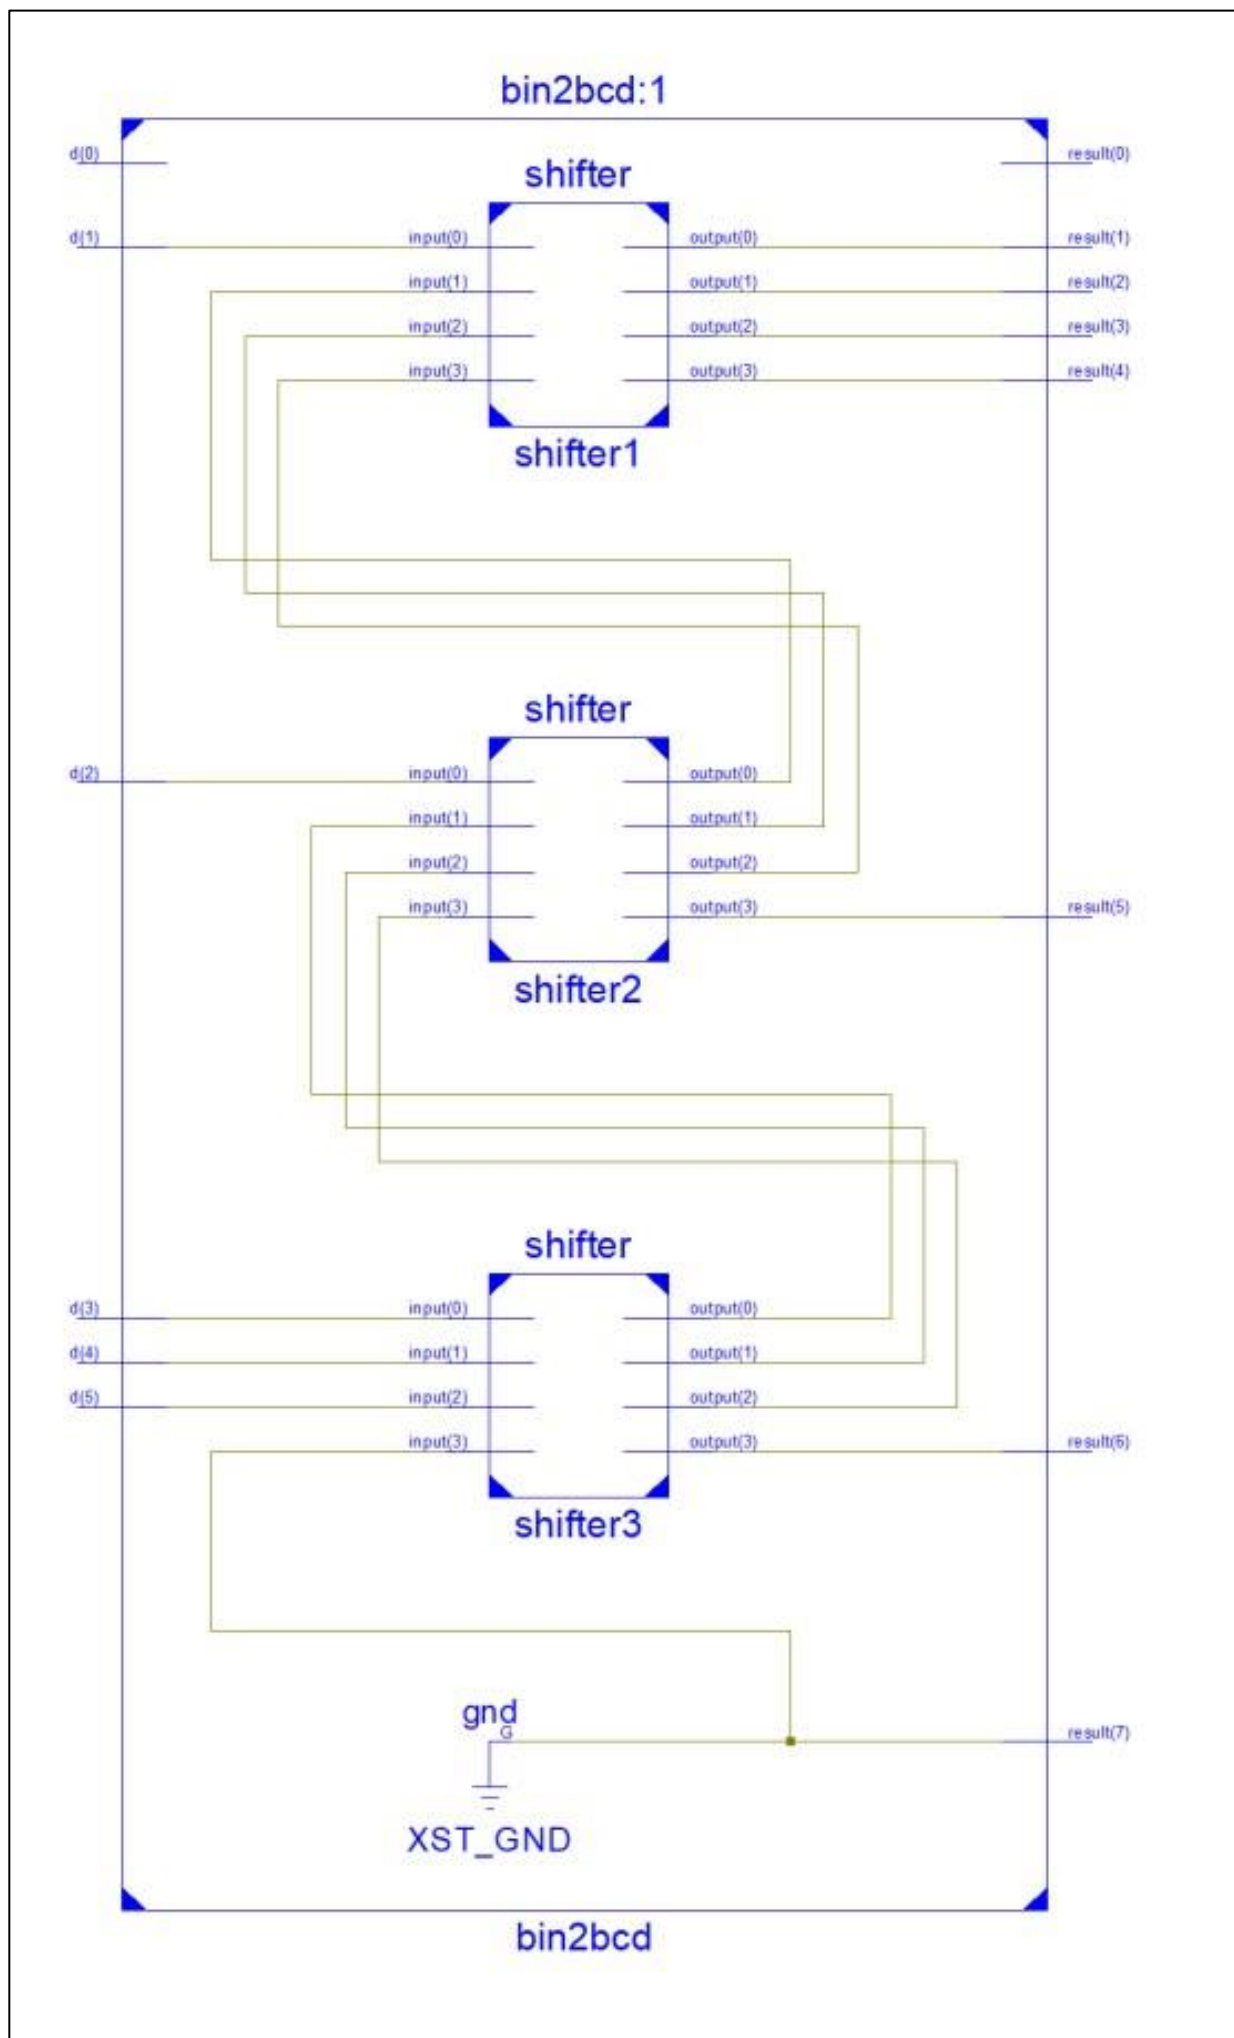 bin2bcd:1
d(0) result(0)
shifter
d(1) input(0) output(0) result(1)
input(1) output(1) result(2)
input(2) output(2) result(3)
input(3) output(3) result(4)
shifter1
shifter
d(2) input(0) output(0)
input(1) output(1)
input(2) output(2)
input(3) output(3) result(5)
shifter2
shifter
d(3) input(0) output(0)
d(4) input(1) output(1)
d(5) input(2) output(2)
input(3) output(3) result(6)
shifter3
gnd
G result(7)
XST_GND
bin2bcd